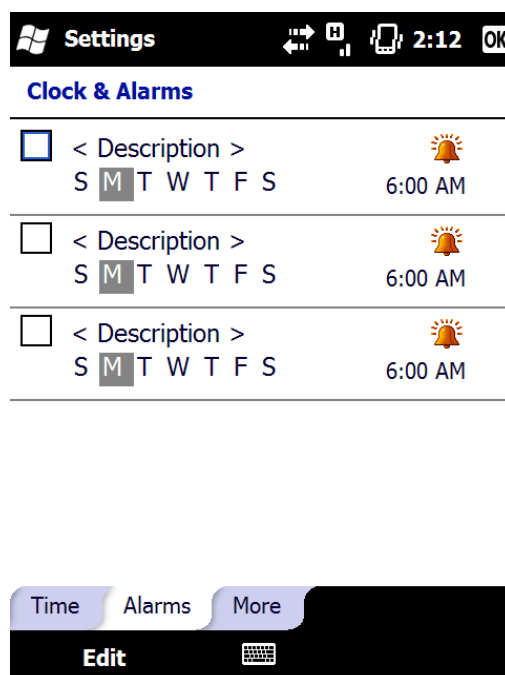 Settings H 2:12 OK
Clock & Alarms
< Description >
S M T W T F S 6:00 AM
< Description >
S M T W T F S 6:00 AM
< Description >
S M T W T F S 6:00 AM
Time Alarms More
Edit